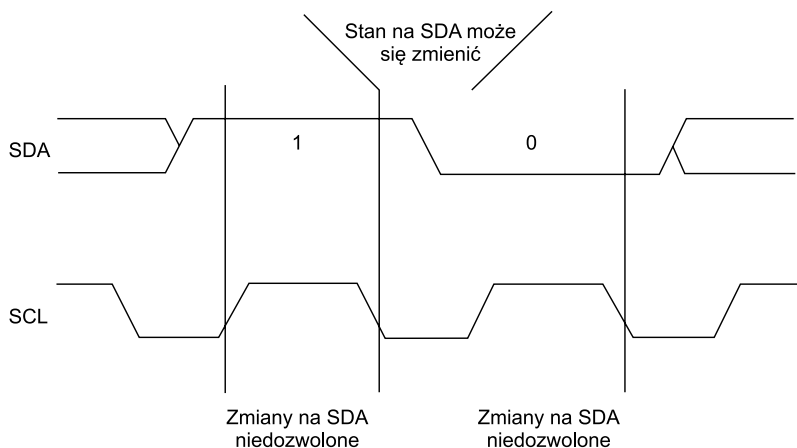 Stan na SDA może
się zmienić
SDA
1
0
SCL
Zmiany na SDA
niedozwolone
Zmiany na SDA
niedozwolone